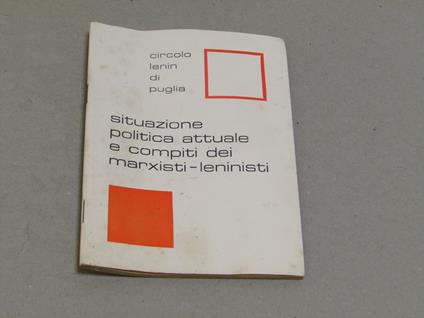 circolo
lenin
di
puglia
situazione
politica attuale
e compiti dei
marxisti-leninisti